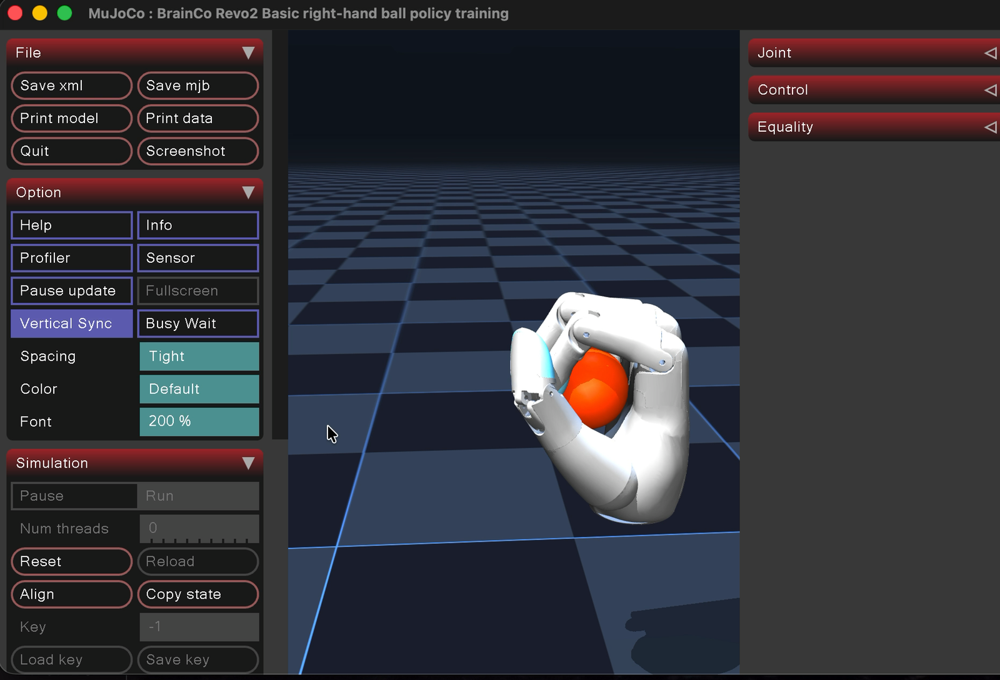 MuJoCo : BrainCo Revo2 Basic right-hand ball policy training
File
Save xml
Save mjb
Print model
Print data
Quit
Screenshot
Option
Help
Info
Profiler
Sensor
Pause update
Fullscreen
Vertical Sync
Busy Wait
Spacing
Tight
Color
Default
Font
200 %
Simulation
Pause
Run
Num threads
0
Reset
Reload
Align
Copy state
Key
-1
Load key
Save key
Joint
Control
Equality